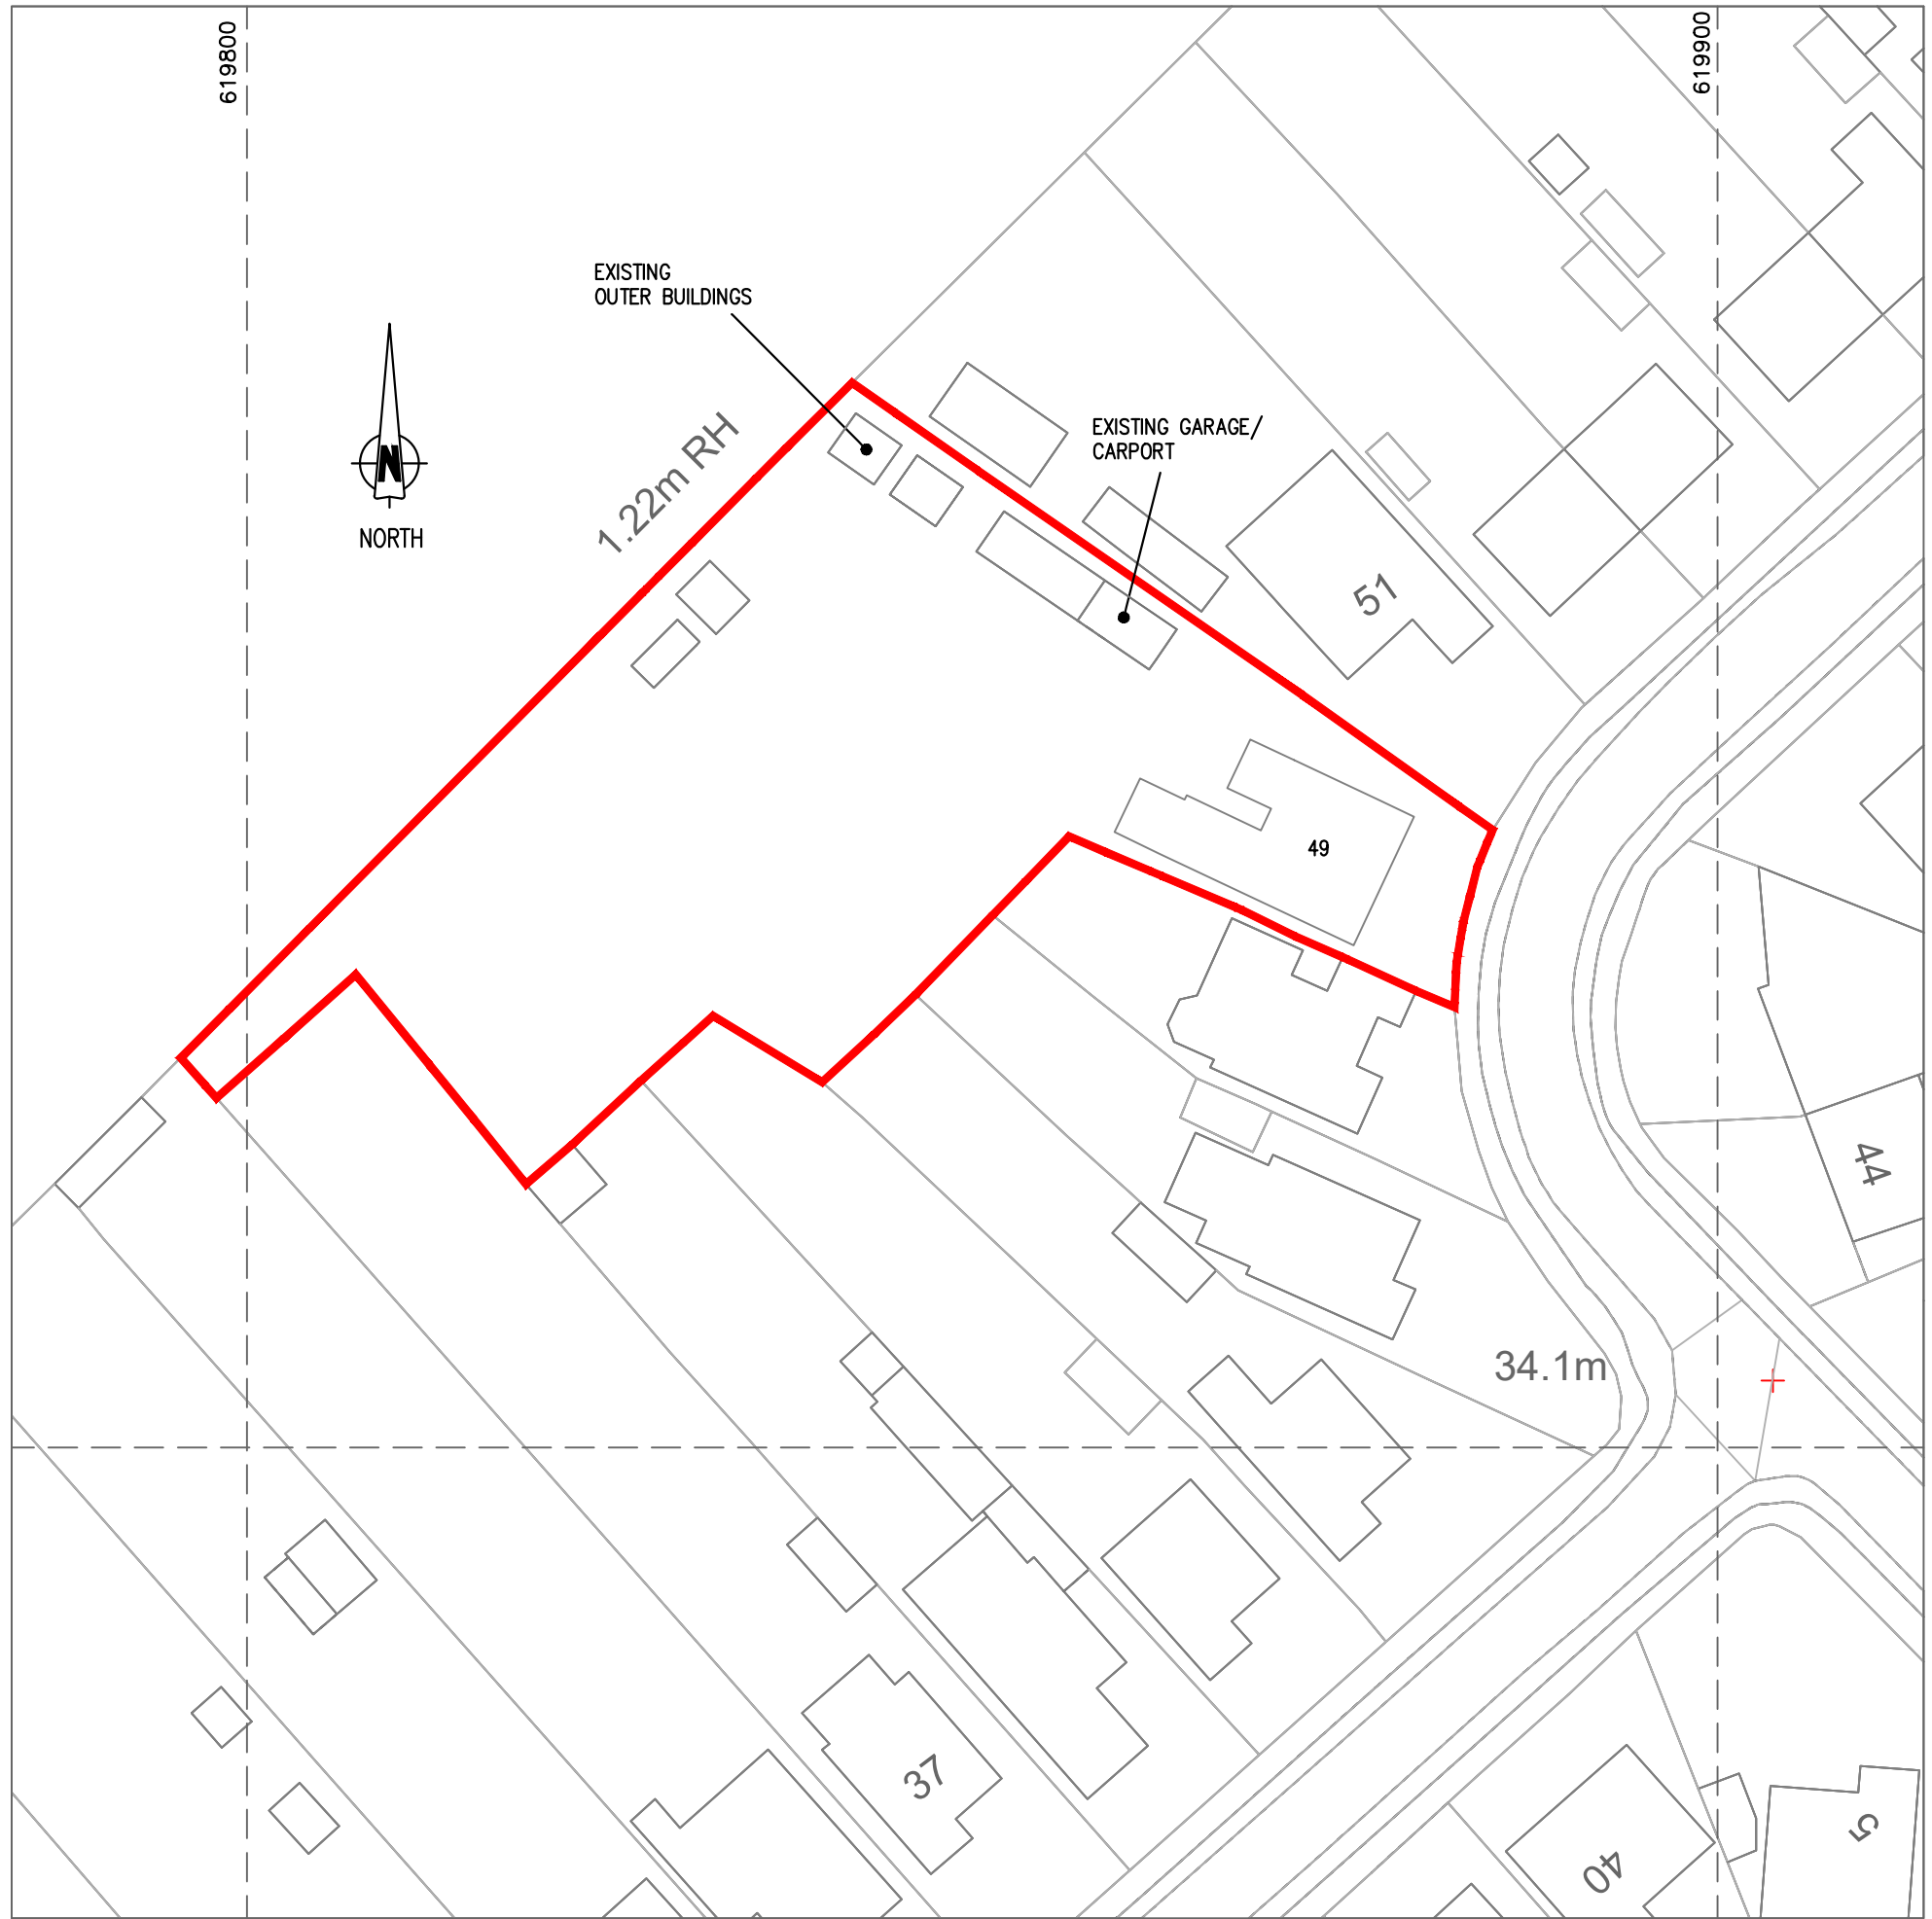 619800
619900
EXISTING
OUTER BUILDINGS
EXISTING GARAGE/
CARPORT
1.22m RH
N
NORTH
51
49
44
34.1m
37
40
5